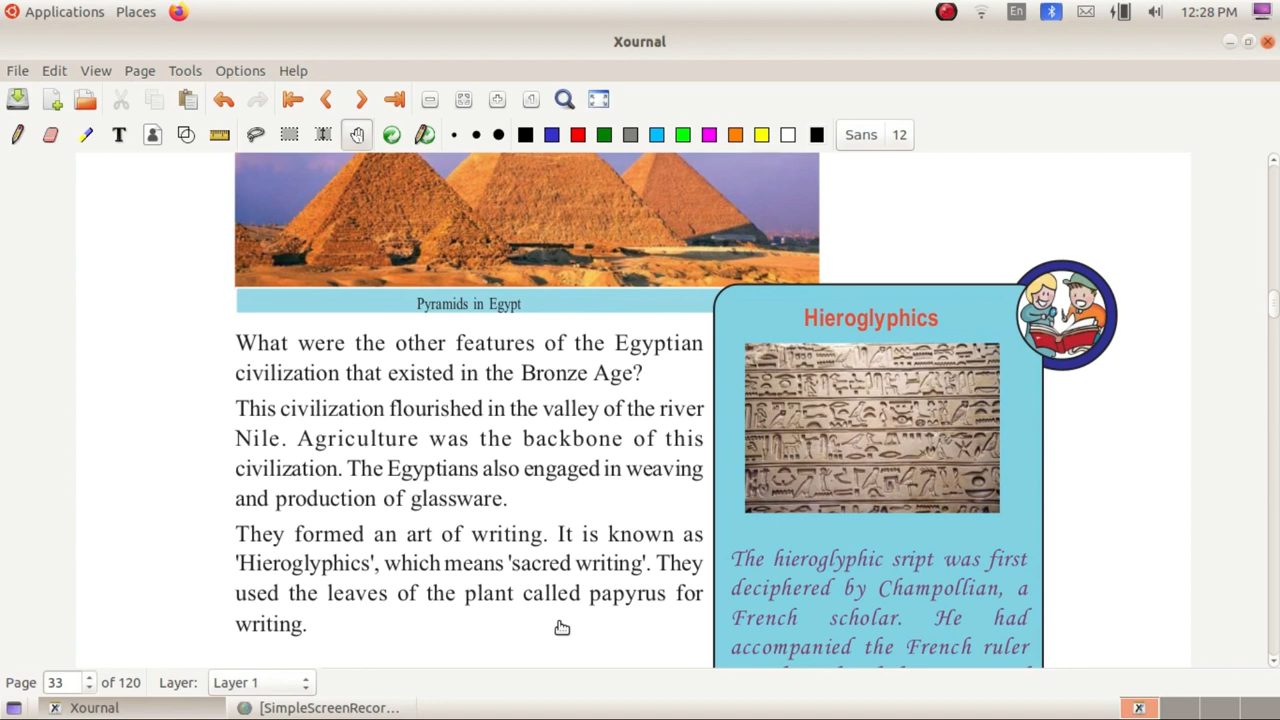 Applications Places En 12:28 PM
Xournal
File Edit View Page Tools Options Help
Sans 12
Pyramids in Egypt
What were the other features of the Egyptian
civilization that existed in the Bronze Age?
This civilization flourished in the valley of the river
Nile. Agriculture was the backbone of this
civilization. The Egyptians also engaged in weaving
and production of glassware.
They formed an art of writing. It is known as
'Hieroglyphics', which means 'sacred writing'. They
used the leaves of the plant called papyrus for
writing.
Hieroglyphics
The hieroglyphic sript was first
deciphered by Champollian, a
French scholar. He had
accompanied the French ruler
Page 33 of 120 Layer: Layer 1
Xournal [SimpleScreenRecor...